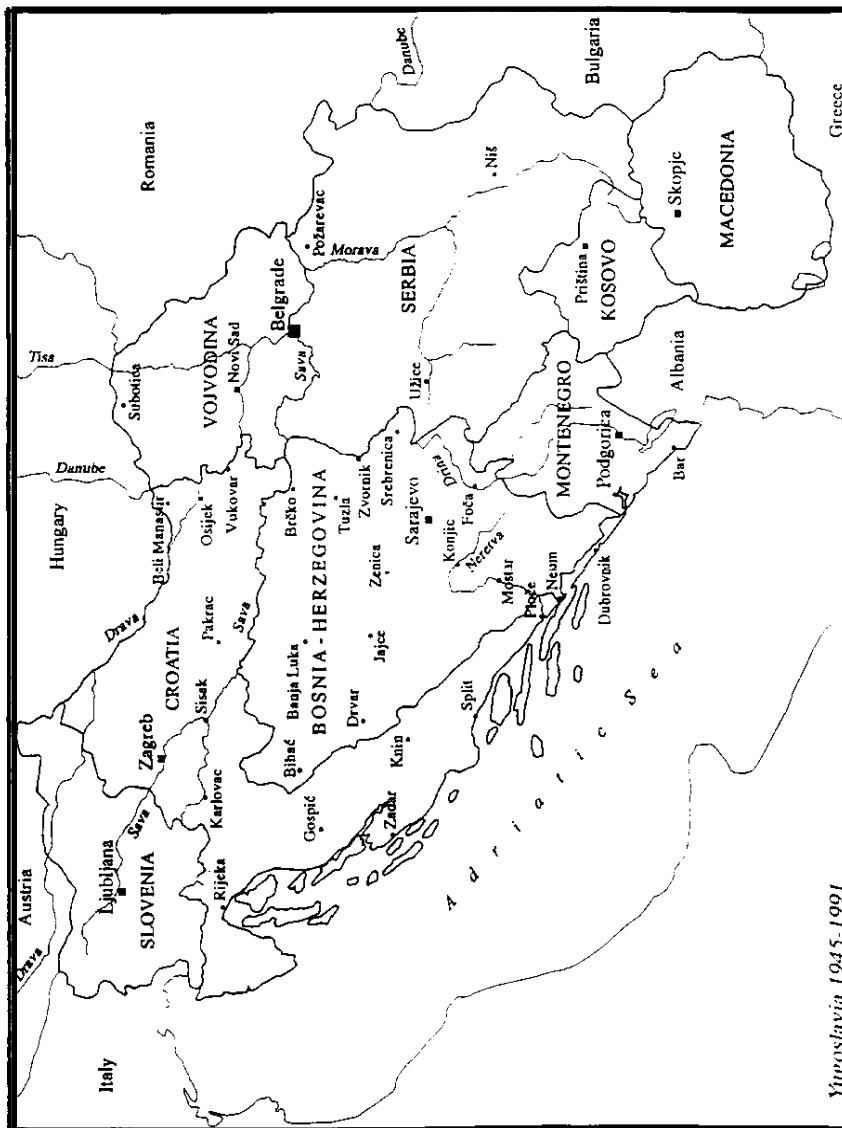 Austria
Hungary
Romania
Italy
Drava
Drava
Danube
Tisa
Ljubljana
SLOVENIA
Sava
Zagreb
CROATIA
Beli Manastir
Subotica
VOJVODINA
Novi Sad
Osijek
Vukovar
Pakrac
Sisak
Karlovac
Rijeka
Sava
Sava
Belgrade
Požarevac
Danube
Morava
Bihać
Banja Luka
Brčko
Gospić
BOSNIA - HERZEGOVINA
Tuzla
Zvornik
Drvar
Jajce
Zenica
Srebrenica
Zadar
Knin
Sarajevo
SERBIA
Užice
Niš
Drina
Konjic
Foča
Neretva
Split
Mostar
Ploče
Neum
Dubrovnik
MONTENEGRO
Podgorica
Bar
Priština
KOSOVO
Bulgaria
Skopje
MACEDONIA
Albania
Greece
Adriatic Sea
Yugoslavia 1945-1991